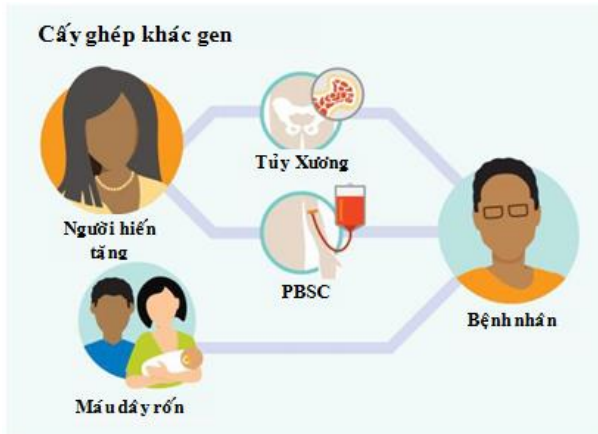 Cấy ghép khác gen
Tủy Xương
Người hiến
tặng
PBSC
Bệnh nhân
Máu dây rốn